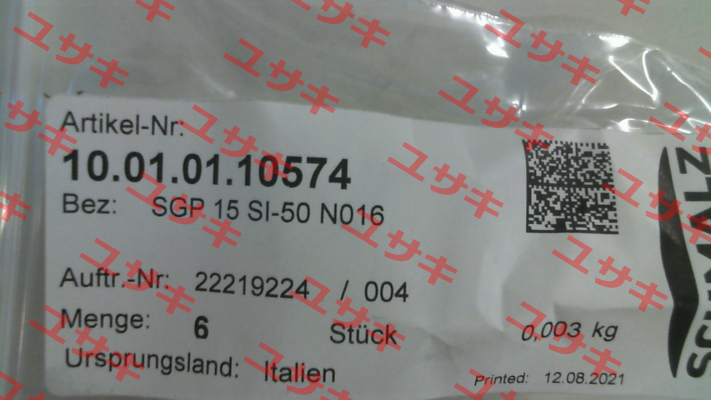 Artikel-Nr:
10.01.01.10574
Bez: SGP 15 SI-50 N016
Auftr.-Nr: 22219224 / 004
Menge: 6 Stück 0,003 kg
Ursprungsland: Italien
Printed: 12.08.2021
SCHMALZ
ユサキ